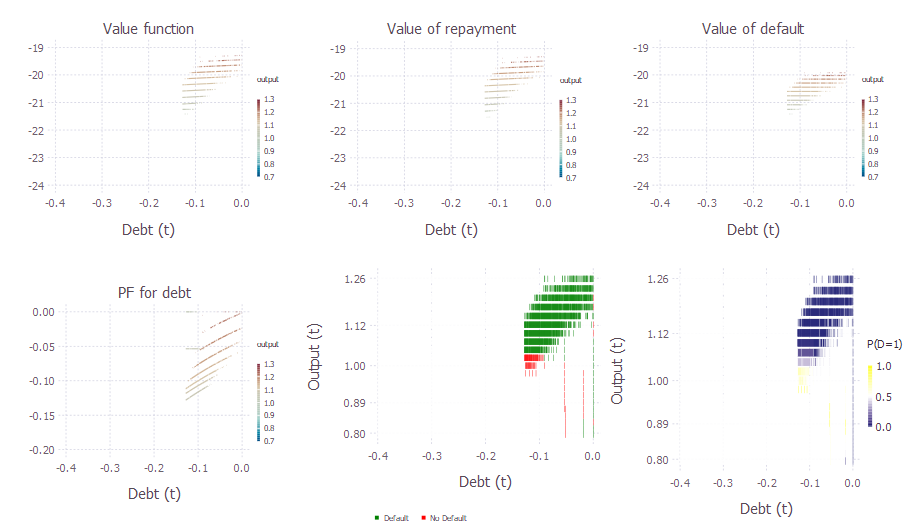 Value function
-19
-20
-21
-22
-23
-24
-0.4 -0.3 -0.2 -0.1 0.0
Debt (t)
output
1.3
1.2
1.1
1.0
0.9
0.8
0.7
Value of repayment
-19
-20
-21
-22
-23
-24
-0.4 -0.3 -0.2 -0.1 0.0
Debt (t)
output
1.3
1.2
1.1
1.0
0.9
0.8
0.7
Value of default
-19
-20
-21
-22
-23
-24
-0.4 -0.3 -0.2 -0.1 0.0
Debt (t)
output
1.3
1.2
1.1
1.0
0.9
0.8
0.7
PF for debt
0.00
-0.05
-0.10
-0.15
-0.20
-0.4 -0.3 -0.2 -0.1 0.0
Debt (t)
output
1.3
1.2
1.1
1.0
0.9
0.8
0.7
Output (t)
1.26
1.12
1.00
0.89
0.80
-0.4 -0.3 -0.2 -0.1 0.0
Debt (t)
Default No Default
Output (t)
1.26
1.12
1.00
0.89
0.80
-0.4 -0.3 -0.2 -0.1 0.0
Debt (t)
P(D=1)
1.0
0.5
0.0